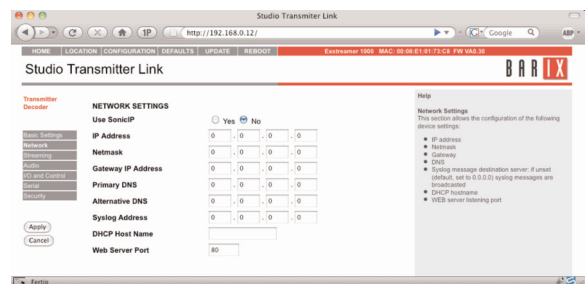 Studio Transmiter Link
1P
http://192.168.0.12/
Google
ABP
HOME LOCATION CONFIGURATION DEFAULTS UPDATE REBOOT
Exstreamer 1000 MAC: 00:08:E1:01:73:C8 FW VA0.30
Studio Transmitter Link
BARIX
Transmitter
Decoder
Basic Settings
Network
Streaming
Audio
I/O and Control
Serial
Security
Apply
Cancel
NETWORK SETTINGS
Use SonicIP Yes No
IP Address 0 . 0 . 0 . 0
Netmask 0 . 0 . 0 . 0
Gateway IP Address 0 . 0 . 0 . 0
Primary DNS 0 . 0 . 0 . 0
Alternative DNS 0 . 0 . 0 . 0
Syslog Address 0 . 0 . 0 . 0
DHCP Host Name
Web Server Port 80
Help
Network Settings
This section allows the configuration of the following
device settings:
IP address
Netmask
Gateway
DNS
Syslog message destination server: if unset
(default, set to 0.0.0.0) syslog messages are
broadcasted
DHCP hostname
WEB server listening port
Fertig